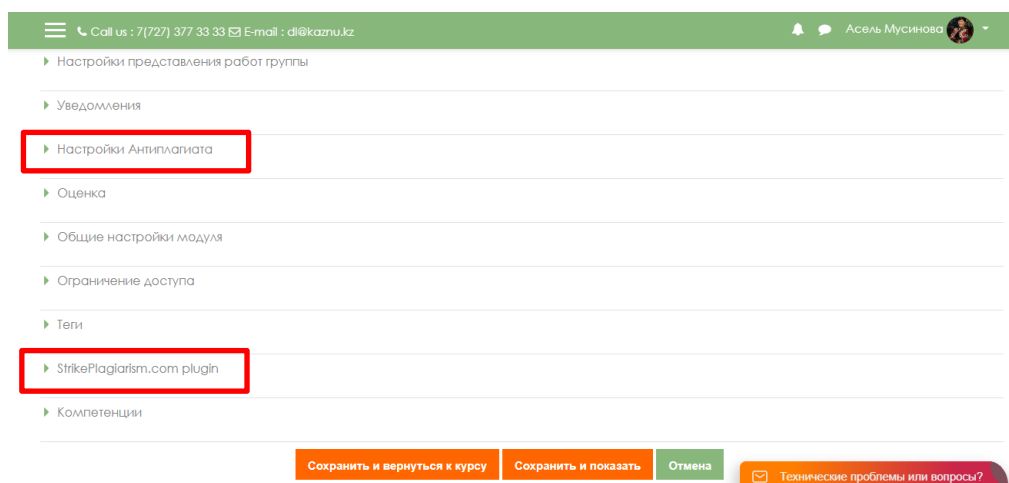 Call us : 7(727) 377 33 33 E-mail : dl@kaznu.kz
Асель Мусинова
Настройки представления работ группы
Уведомления
Настройки Антиплагиата
Оценка
Общие настройки модуля
Ограничение доступа
Теги
StrikePlagiarism.com plugin
Компетенции
Сохранить и вернуться к курсу
Сохранить и показать
Отмена
Технические проблемы или вопросы?